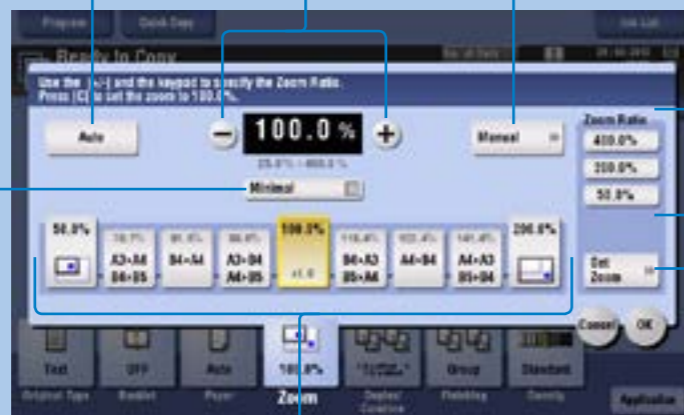 Program Quick Copy Job List
Ready to Copy
Use the [+/-] and the keypad to specify the Zoom Ratio.
Press [C] to set the zoom to 100.0%.
Auto
− 100.0 % +
Manual
25.0% - 400.0 %
Minimal
Zoom Ratio
400.0%
200.0%
50.0%
Set
Zoom
50.0% 100.0% 200.0%
A3▸A4 B4▸A4 A3▸B4 x1.0 B4▸A3 A4▸B4 A4▸A3
B4▸B5 A4▸B5 B5▸A4 B5▸B4
Cancel OK
Text OFF Auto 100.0% Group Standard
Original Type Booklet Paper Zoom Duplex/ Finishing Density Application
Combine